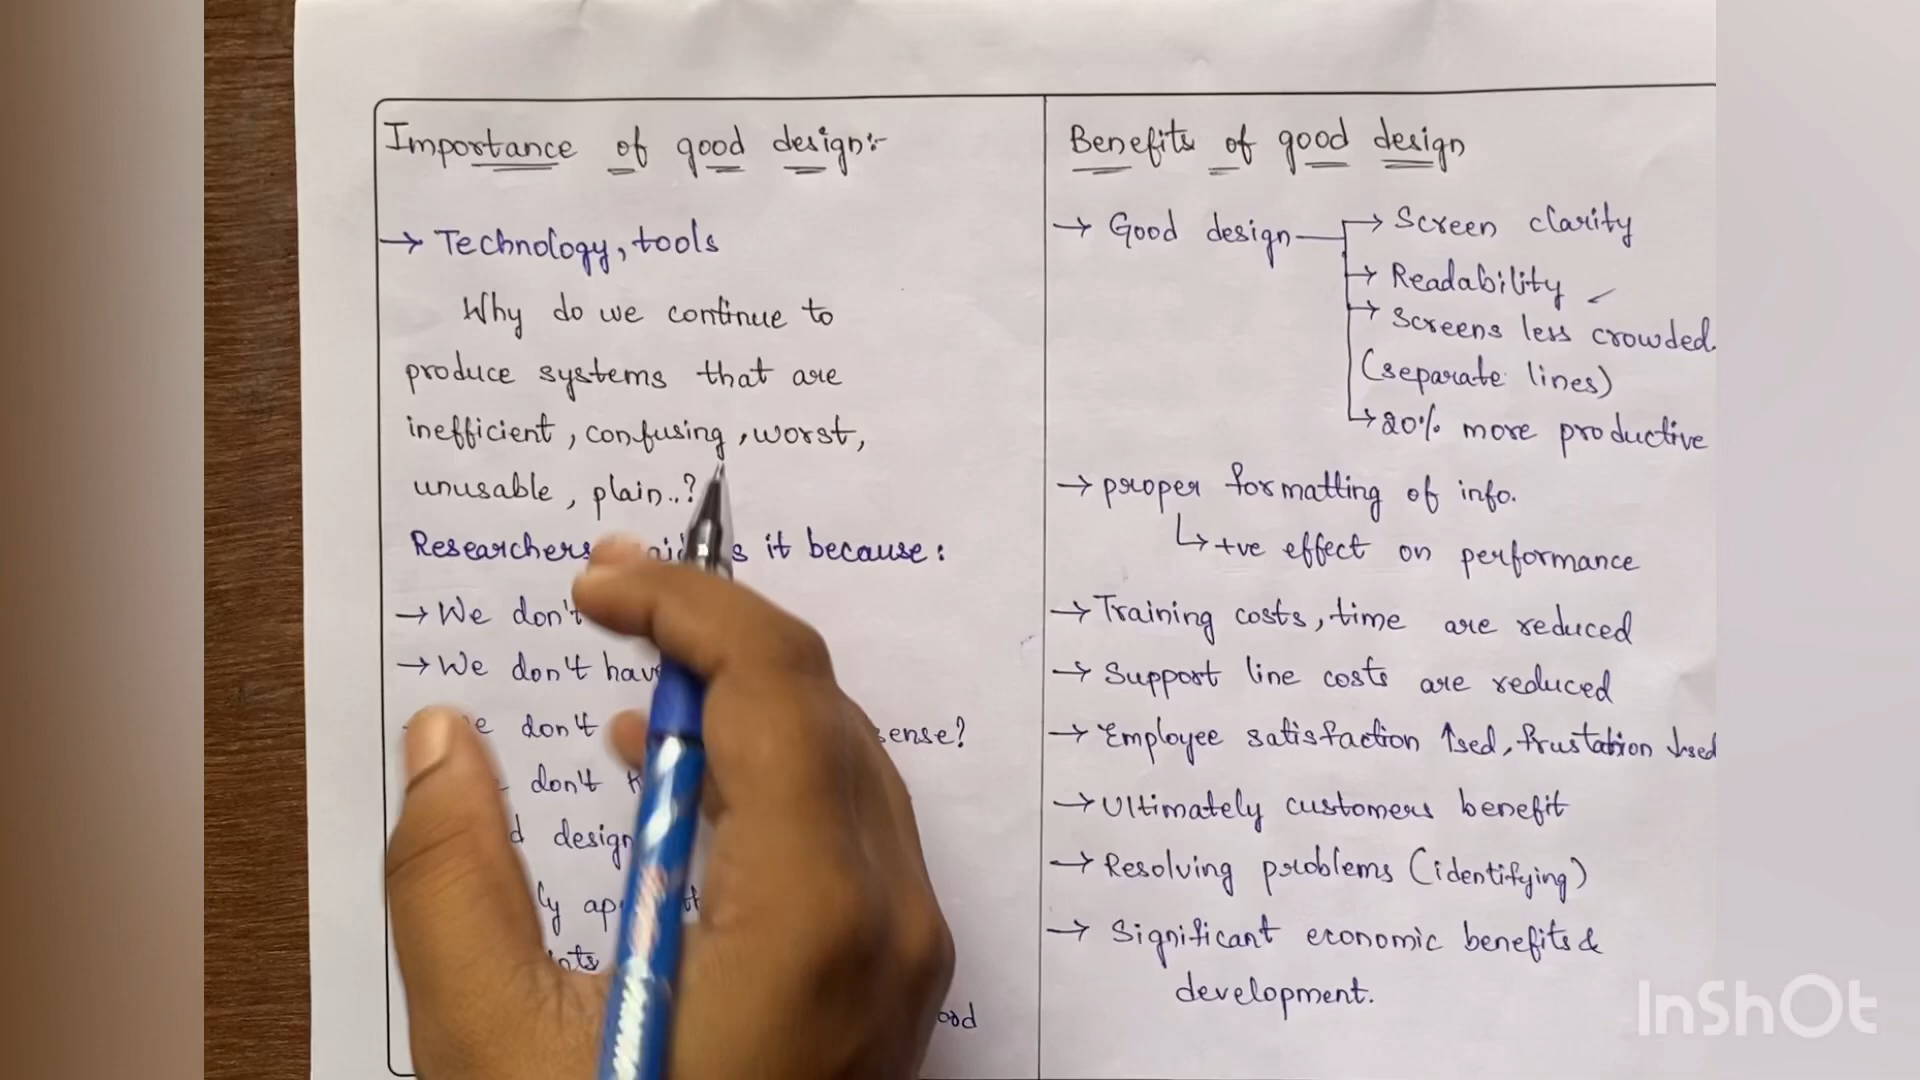 Importance of good design:-
→ Technology, tools
Why do we continue to
produce systems that are
inefficient, confusing, worst,
unusable, plain..?
Researchers it because:
→ We don't
→ We don't have
don't sense?
don't
design
Benefits of good design
→ Good design → Screen clarity
→ Readability
→ Screens less crowded.
(separate lines)
→ 20% more productive
→ proper formatting of info.
↳ +ve effect on performance
→ Training costs, time are reduced
→ Support line costs are reduced
→ Employee satisfaction ↑sed, frustation ↓sed
→ Ultimately customers benefit
→ Resolving problems (identifying)
→ Significant economic benefits &
development.
InShOt